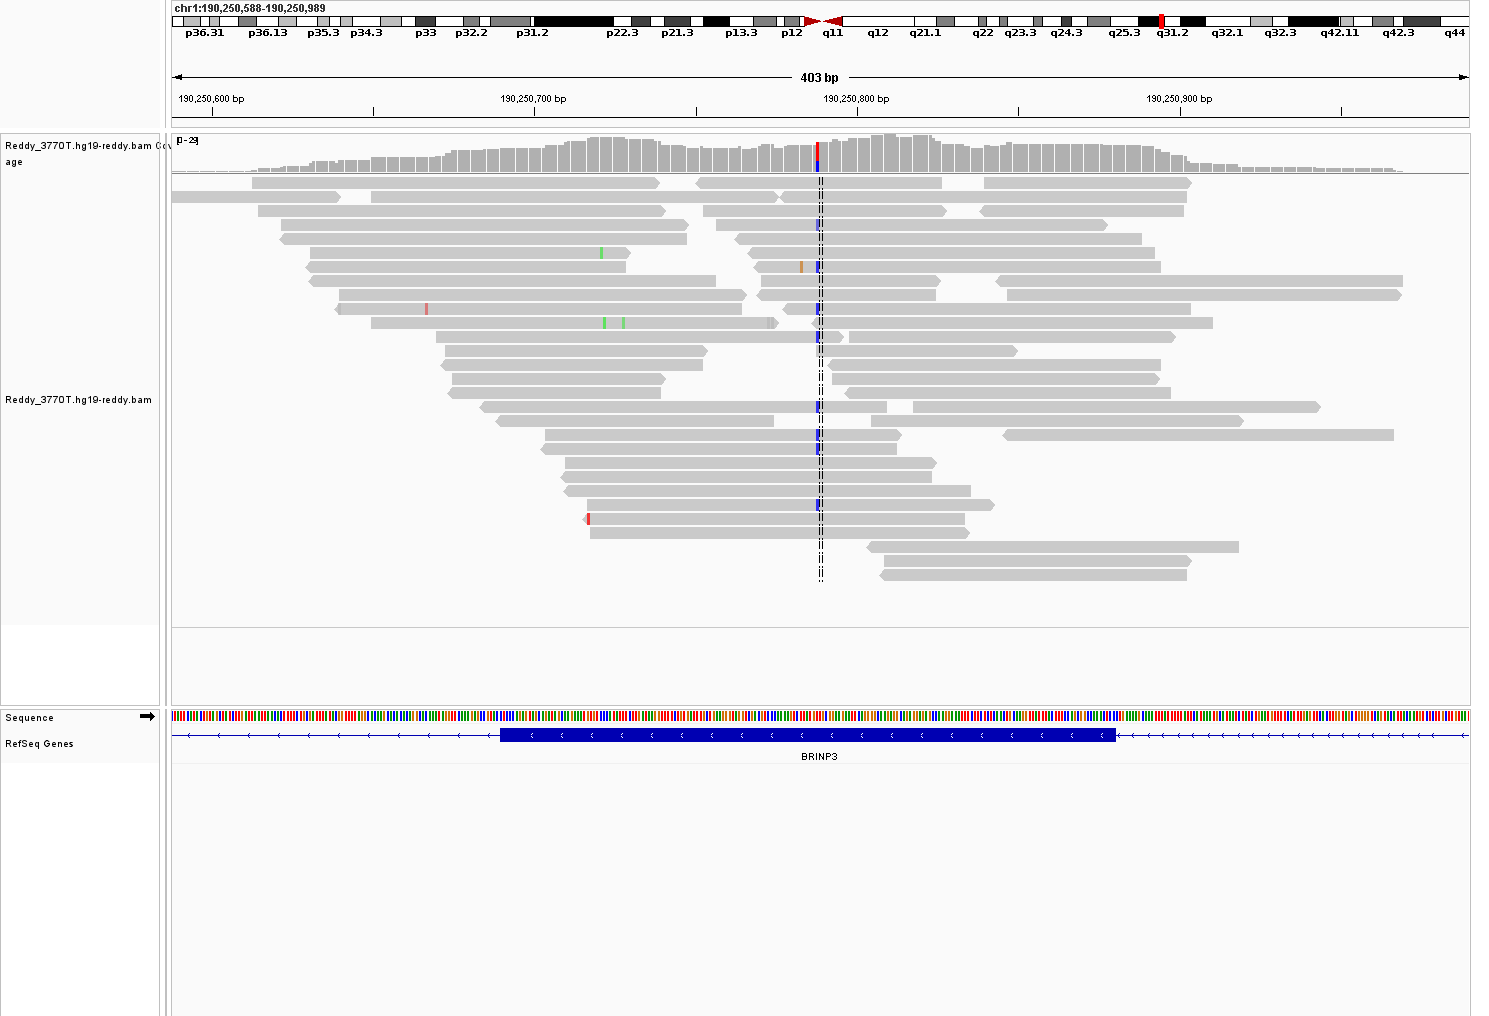 chr1:190,250,588-190,250,989
p36.31 p36.13 p35.3 p34.3 p33 p32.2 p31.2 p22.3 p21.3 p13.3 p12 q11 q12 q21.1 q22 q23.3 q24.3 q25.3 q31.2 q32.1 q32.3 q42.11 q42.3 q44
403 bp
190,250,600 bp 190,250,700 bp 190,250,800 bp 190,250,900 bp
[0 - 29]
Reddy_3770T.hg19-reddy.bam Cov
age
Reddy_3770T.hg19-reddy.bam
Sequence
RefSeq Genes
BRINP3